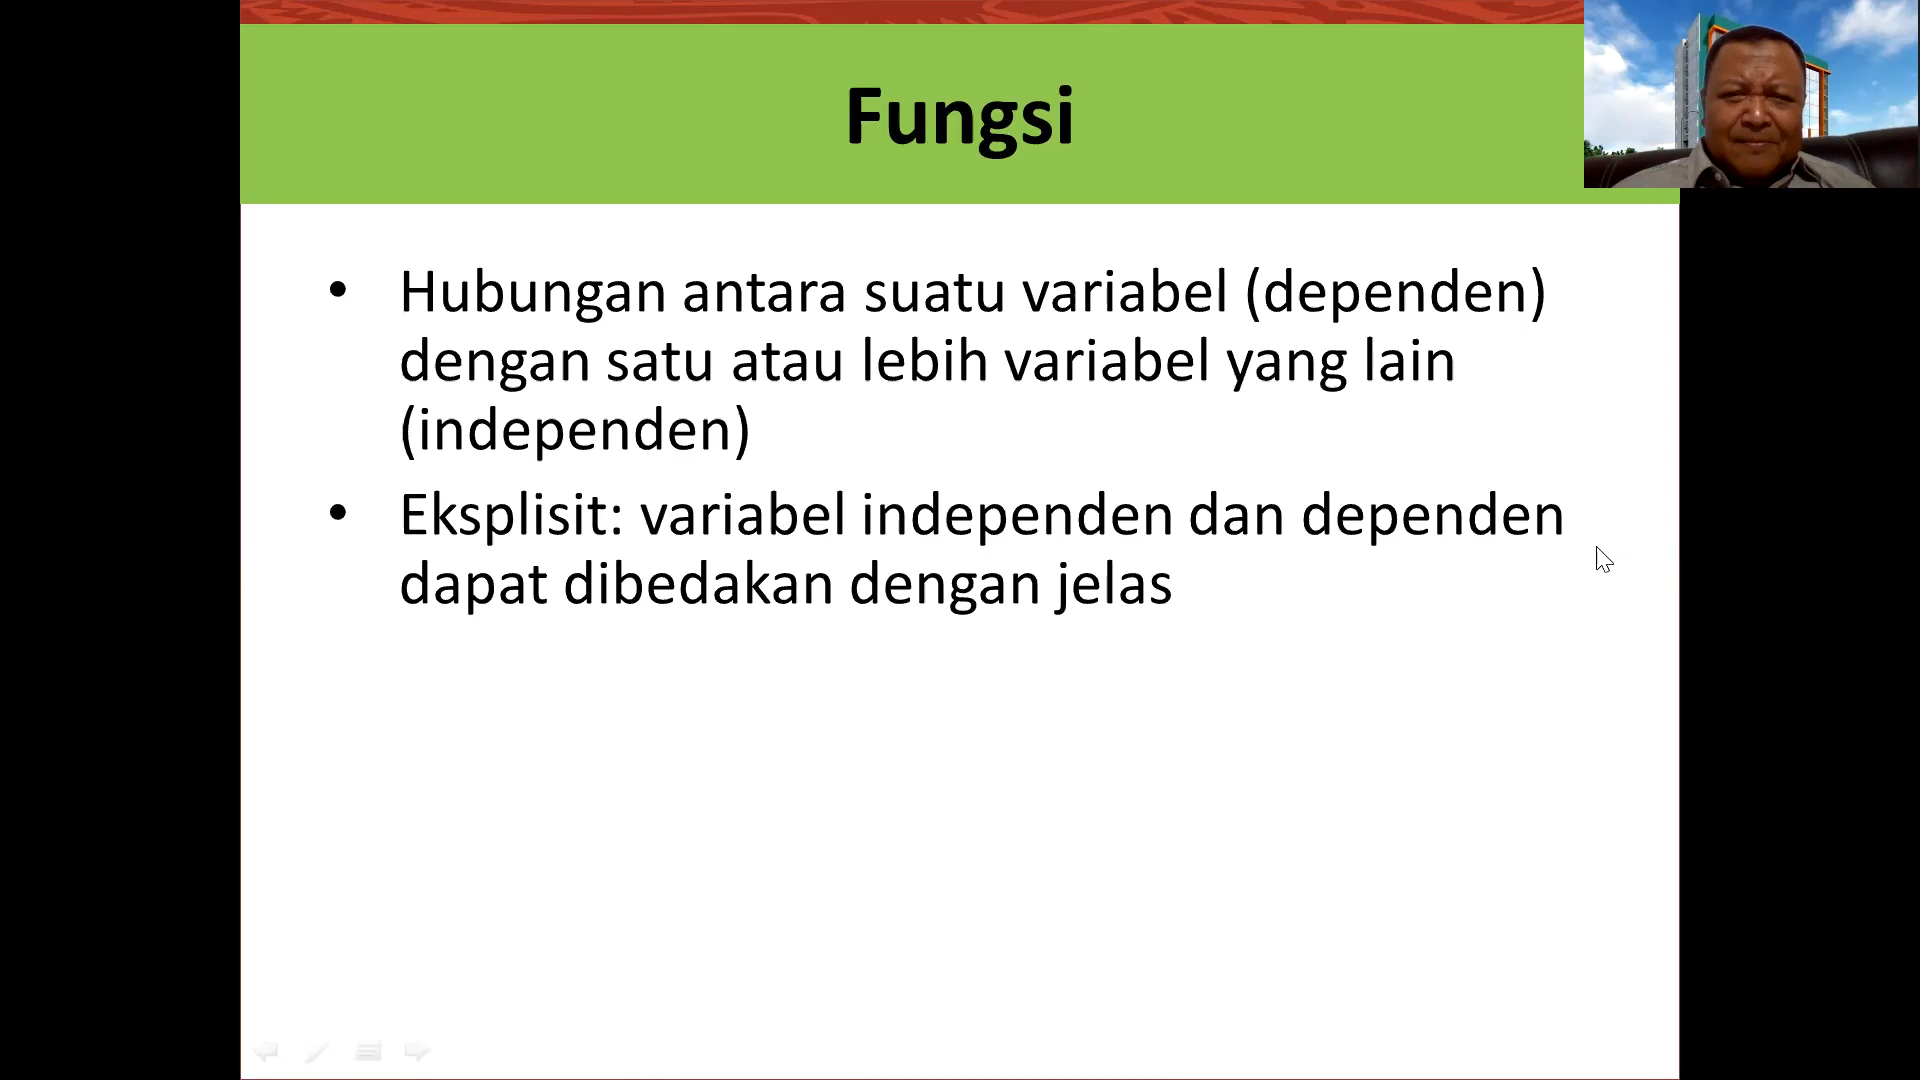 Fungsi
• Hubungan antara suatu variabel (dependen)
dengan satu atau lebih variabel yang lain
(independen)
• Eksplisit: variabel independen dan dependen
dapat dibedakan dengan jelas